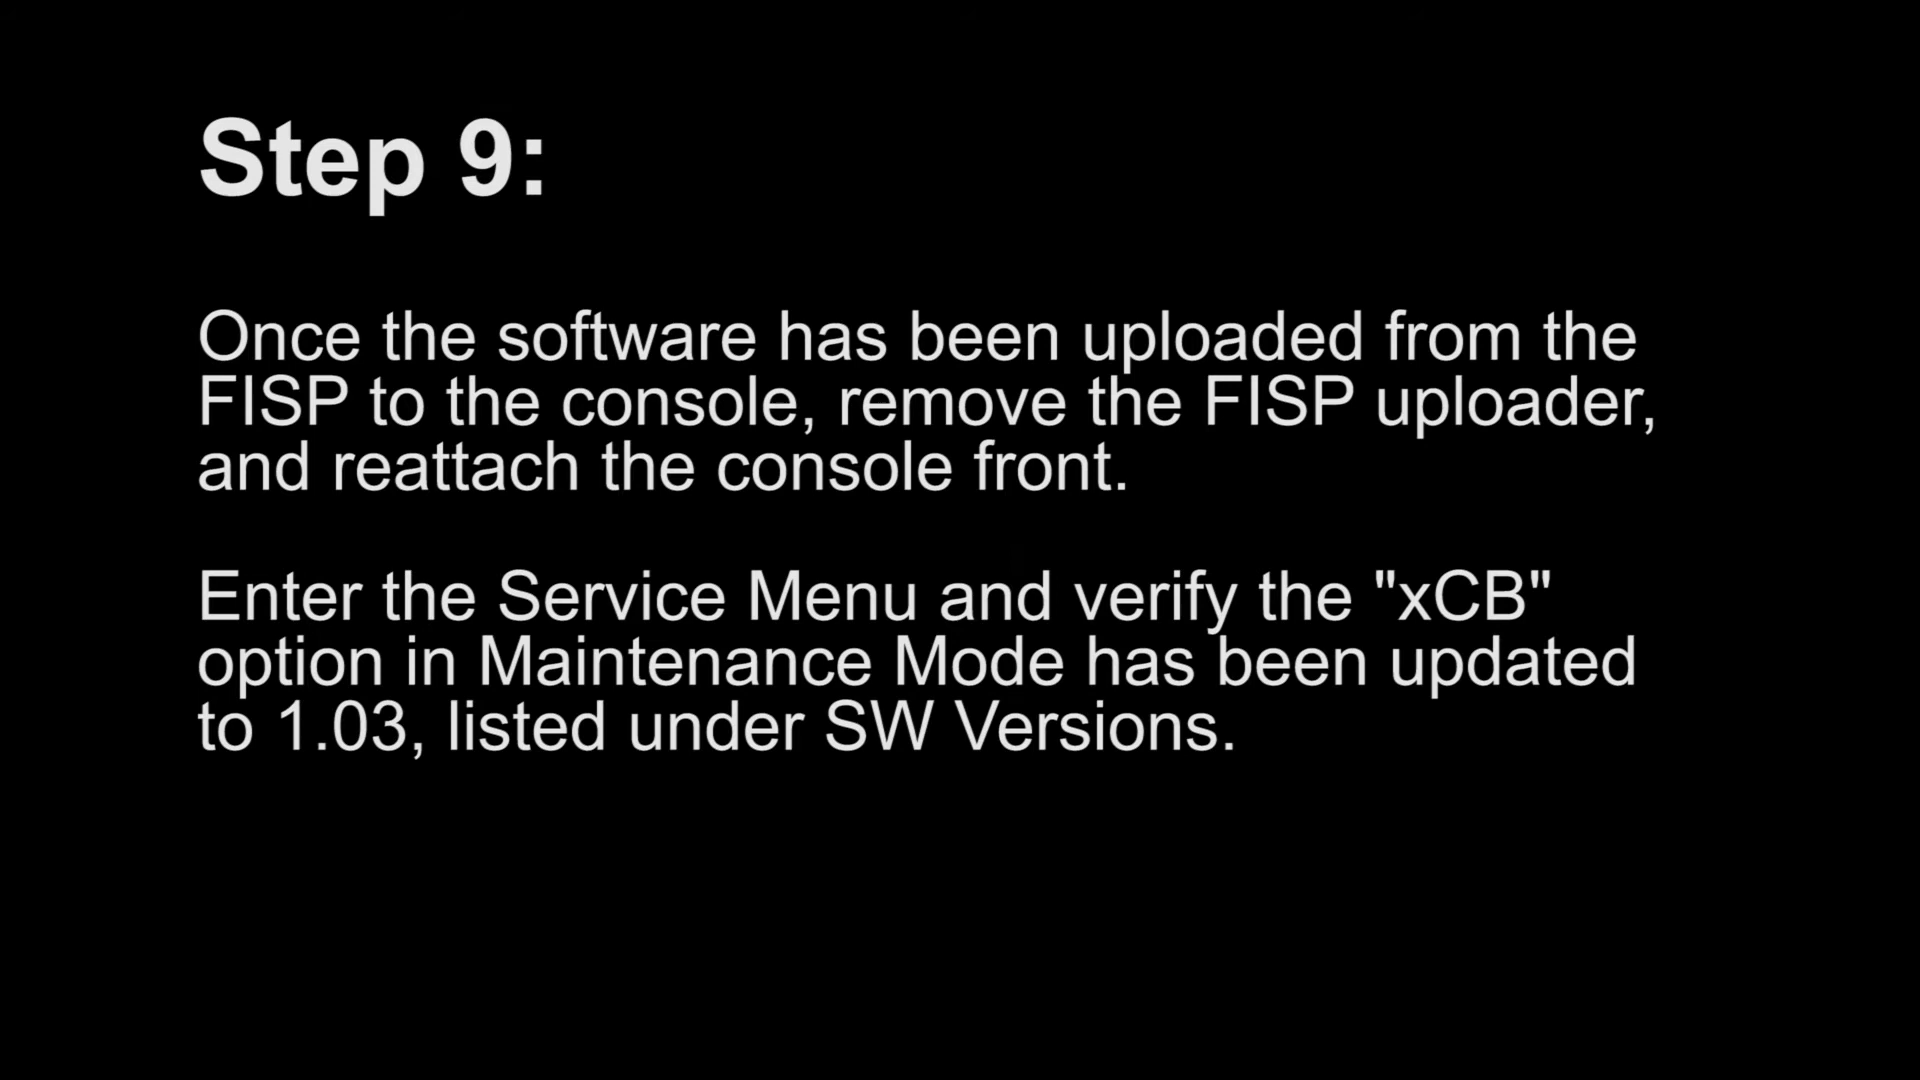 Step 9:
Once the software has been uploaded from the
FISP to the console, remove the FISP uploader,
and reattach the console front.
Enter the Service Menu and verify the "xCB"
option in Maintenance Mode has been updated
to 1.03, listed under SW Versions.